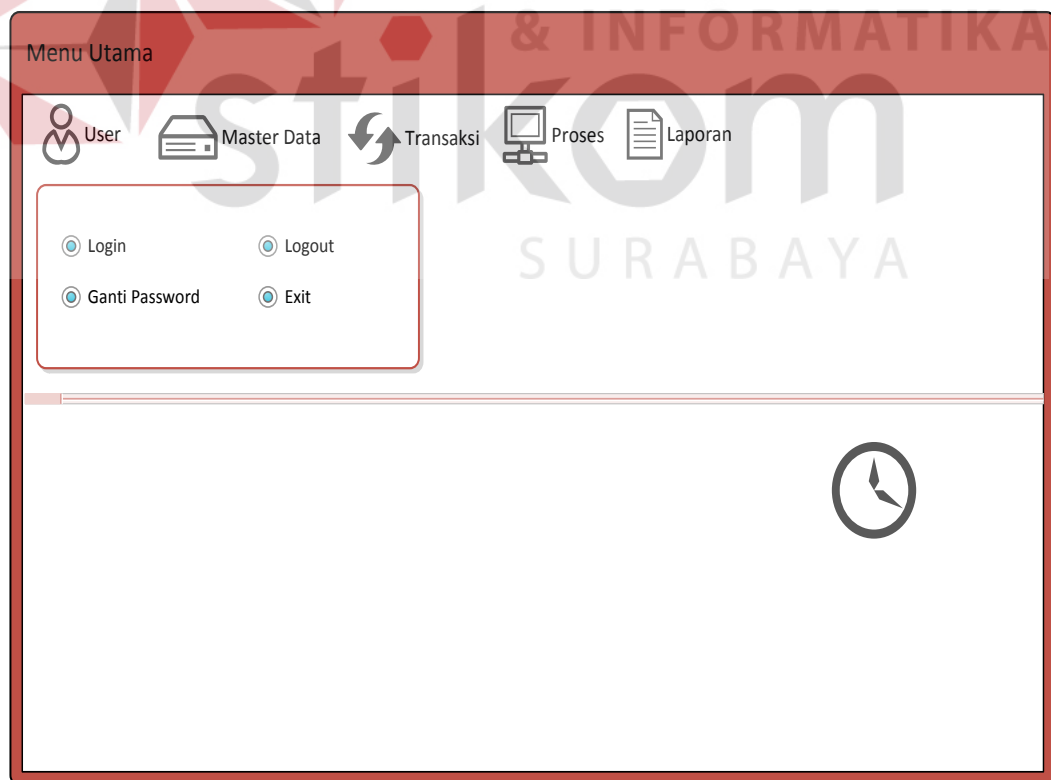 & INFORMATIKA
Menu Utama
stikom
User Master Data Transaksi Proses Laporan
SURABAYA
Login Logout
Ganti Password Exit